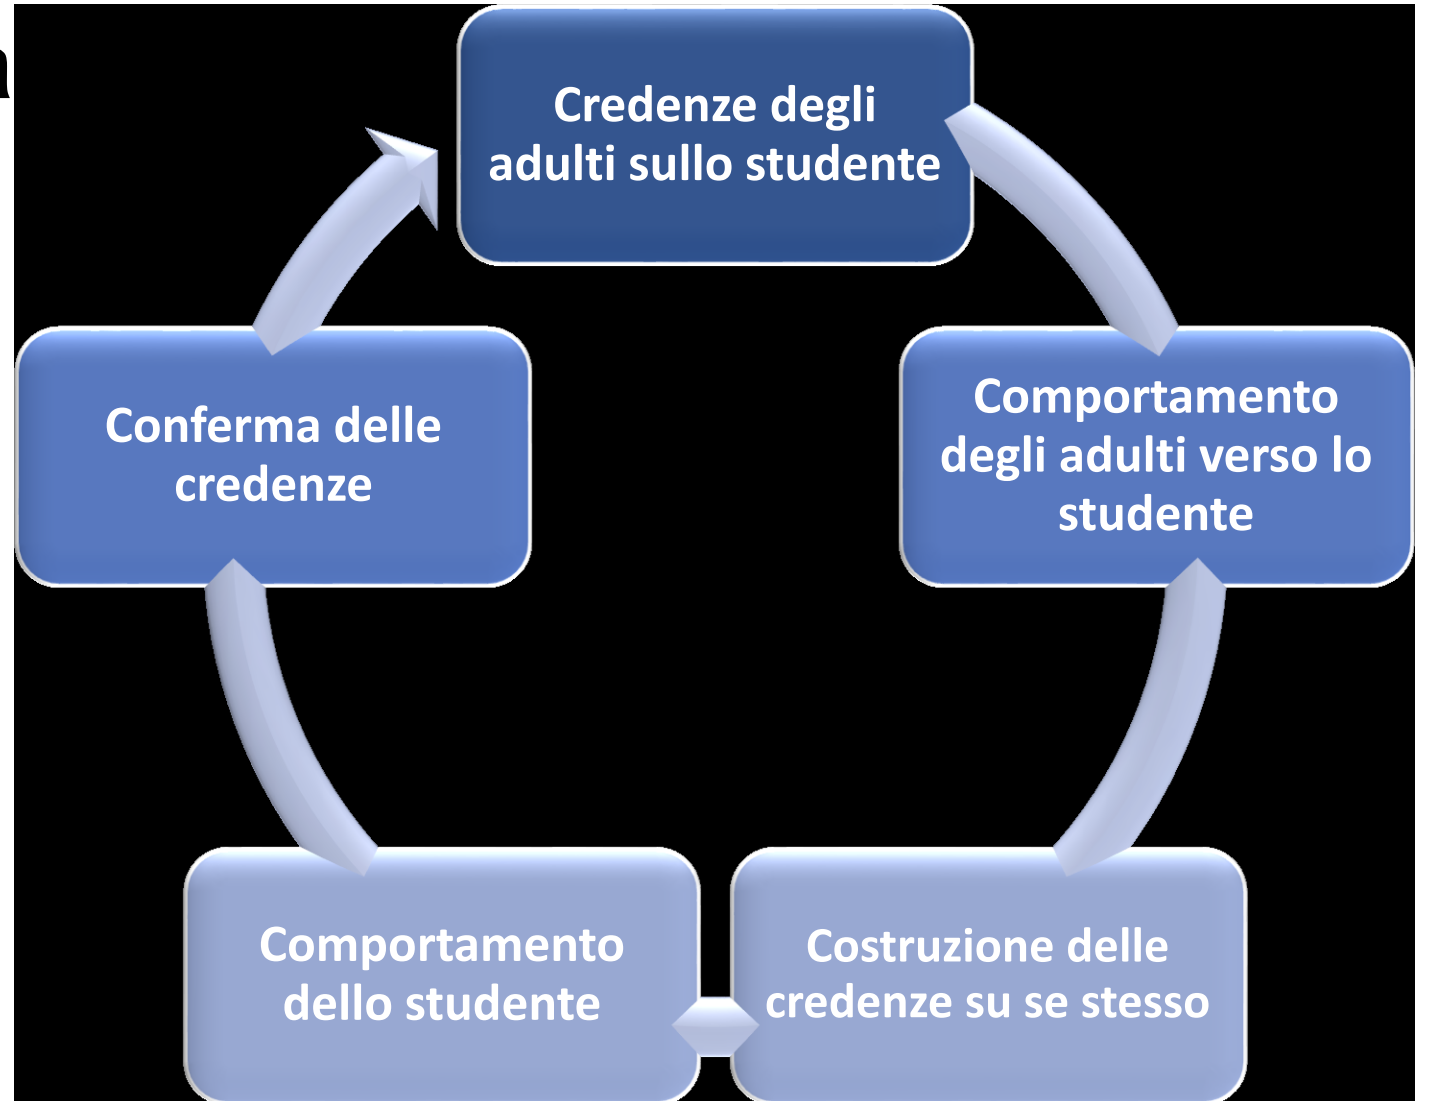 Credenze degli
adulti sullo studente
Comportamento
degli adulti verso lo
studente
Conferma delle
credenze
Comportamento
dello studente
Costruzione delle
credenze su se stesso